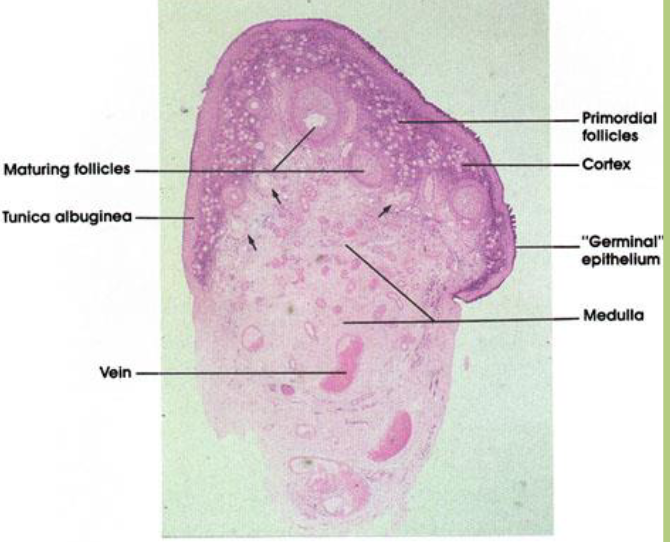 Primordial
follicles
Maturing follicles
Cortex
Tunica albuginea
"Germinal"
epithelium
Medulla
Vein